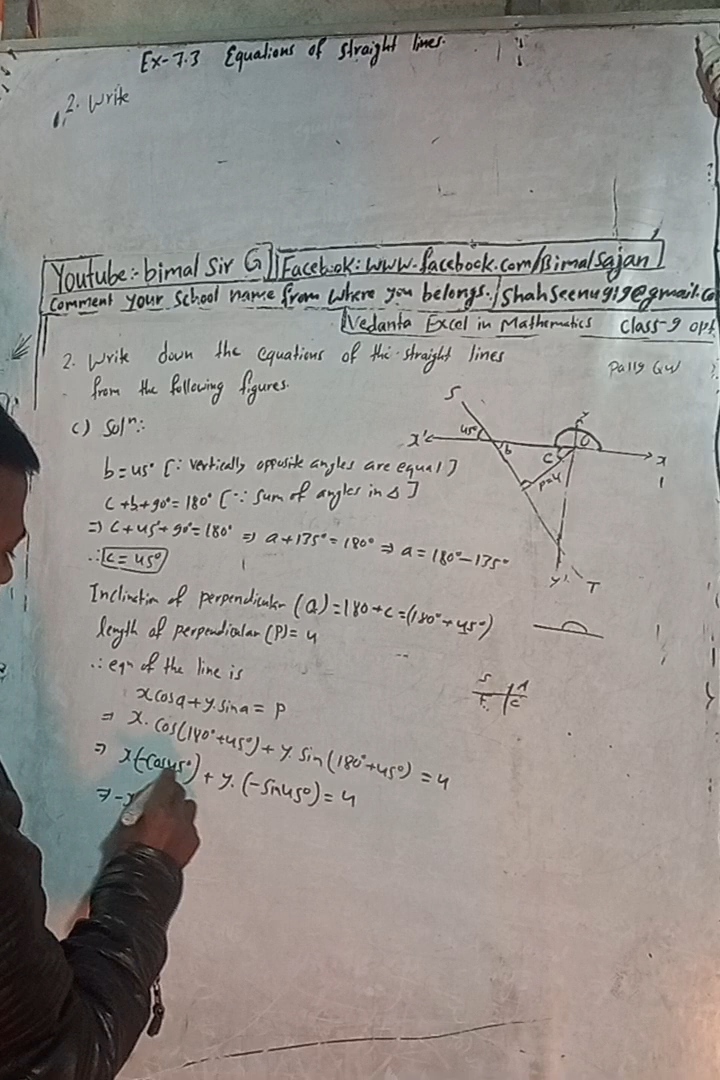 Ex-7.3 Equations of straight lines.
2. Write
Youtube:- bimal Sir G
Facebook: www.facebook.com/Bimalsajan
Comment your School name from where you belongs. / shahseenu919@gmail.co
Vedanta Excel in Mathematics class-9 opt
2. Write down the equations of the straight lines
from the following figures.
c) Solⁿ:
b = 45° [∵ vertically opposite angles are equal]
c+b+90°= 180° [∵ sum of angles in Δ]
⇒ c+45°+90°=180° ⇒ a+135°=180° ⇒ a = 180°-135°
∴ c = 45°
Inclination of perpendicular (a) = 180+c = (180°+45°)
length of perpendicular (P) = 4
∴ eqn of the line is
x cosa + y. sina = P
⇒ x. cos(180°+45°) + y. sin(180°+45°) = 4
⇒ x(-cos45°) + y. (-sin45°) = 4
⇒ -x
S
X'
45°
b
C
X
P=4
Y'
T
S A
T C